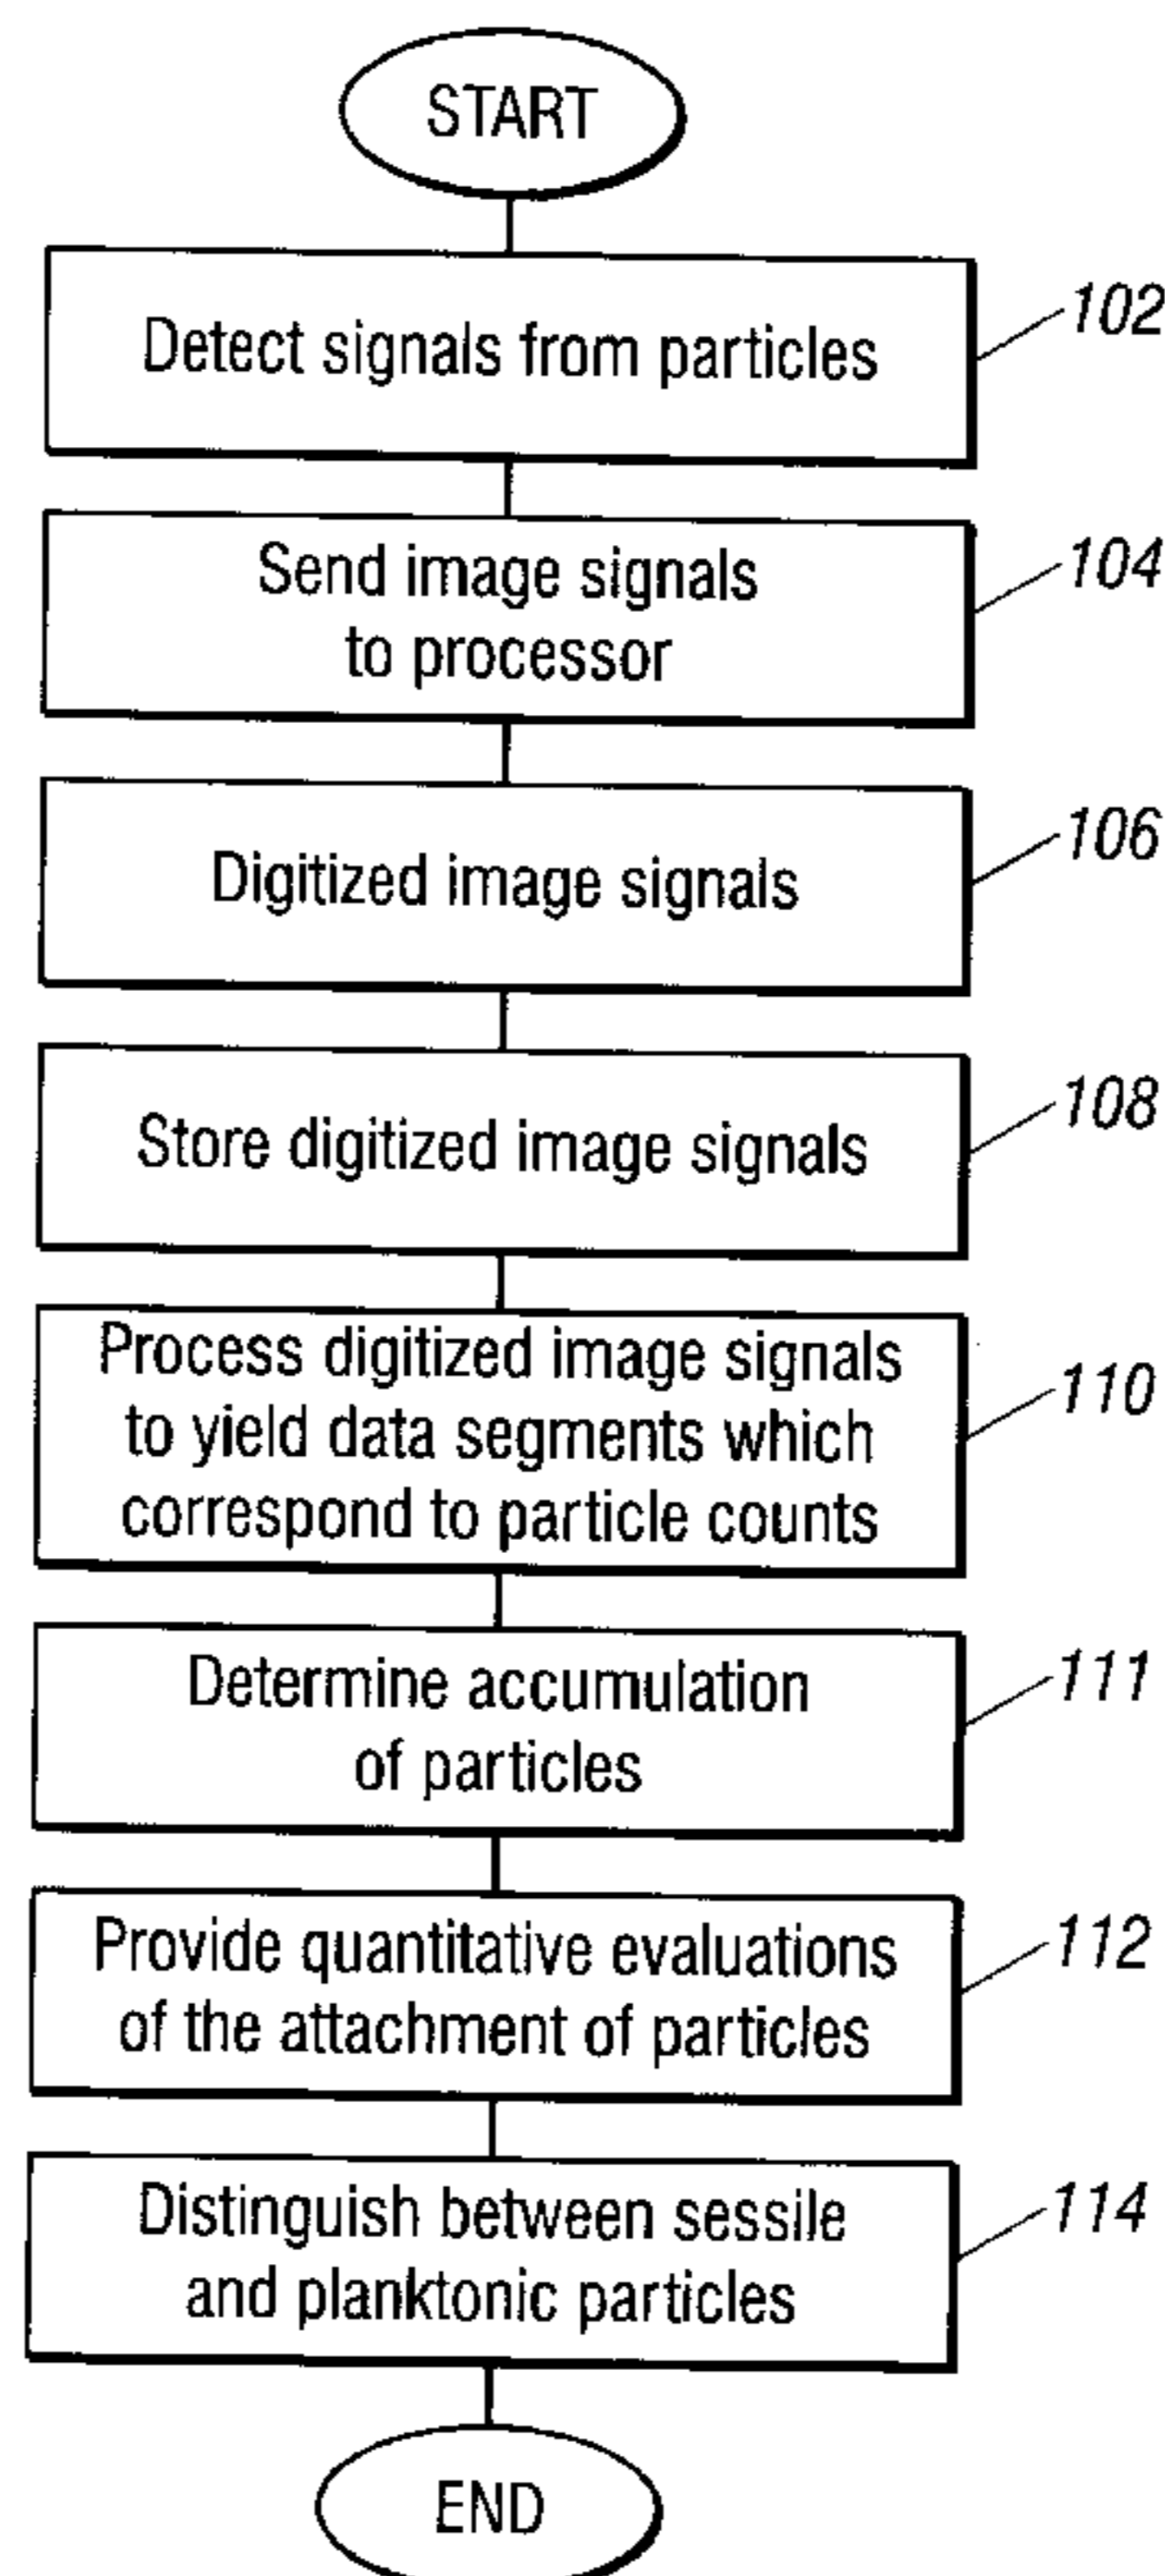 START
Detect signals from particles
102
Send image signals
to processor
104
Digitized image signals
106
Store digitized image signals
108
Process digitized image signals
to yield data segments which
correspond to particle counts
110
Determine accumulation
of particles
111
Provide quantitative evaluations
of the attachment of particles
112
Distinguish between sessile
and planktonic particles
114
END